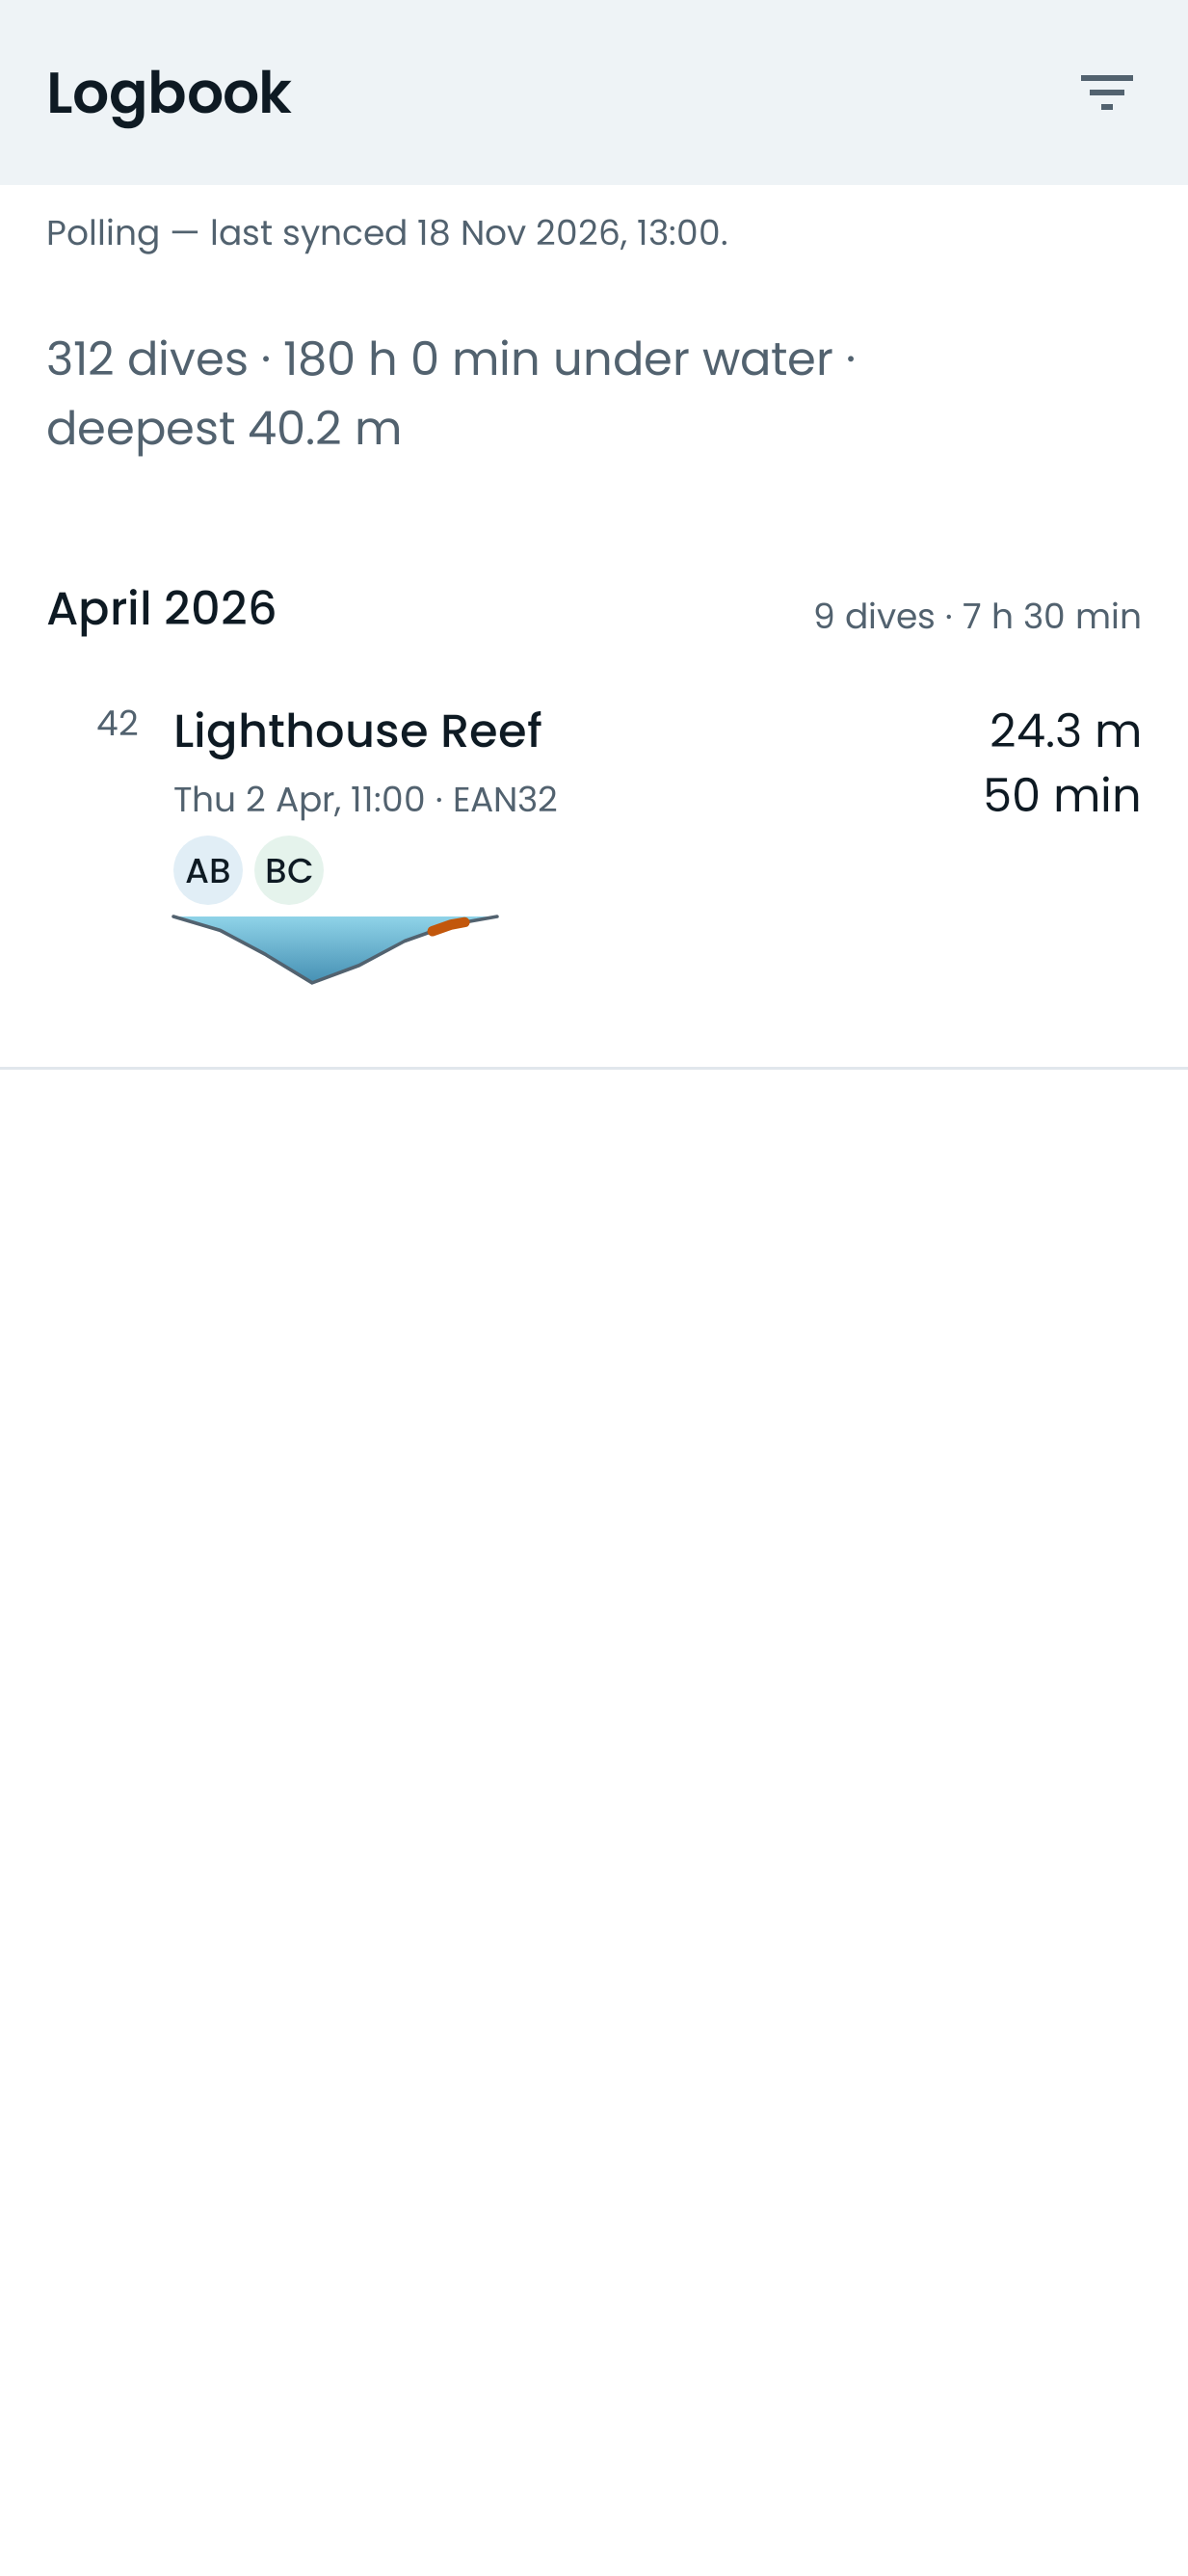 Logbook
Polling — last synced 18 Nov 2026, 13:00.
312 dives · 180 h 0 min under water ·
deepest 40.2 m
April 2026
9 dives · 7 h 30 min
42
Lighthouse Reef
24.3 m
Thu 2 Apr, 11:00 · EAN32
50 min
AB
BC